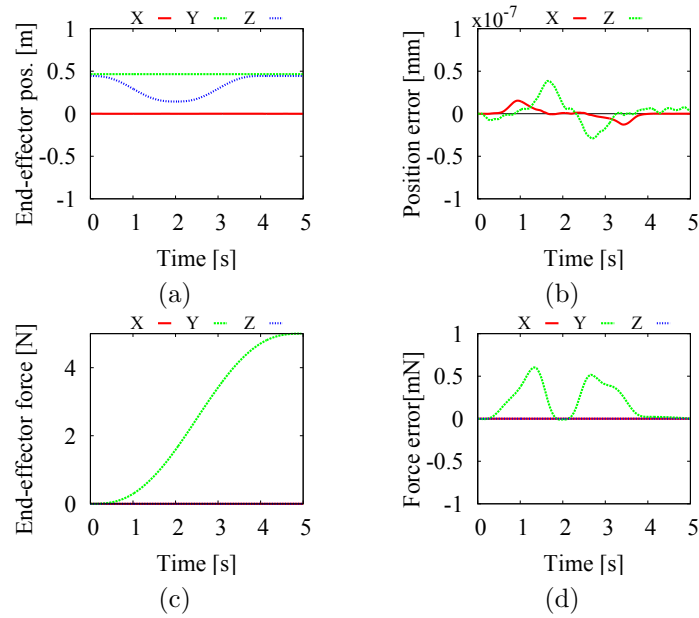 X Y Z
End-effector pos. [m]
1
0.5
0
-0.5
-1
0 1 2 3 4 5
Time [s]
(a)
X Y Z
x10-7
Position error [mm]
1
0.5
0
-0.5
-1
0 1 2 3 4 5
Time [s]
(b)
X Y Z
End-effector force [N]
4
2
0
0 1 2 3 4 5
Time [s]
(c)
X Y Z
Force error[mN]
1
0.5
0
-0.5
-1
0 1 2 3 4 5
Time [s]
(d)